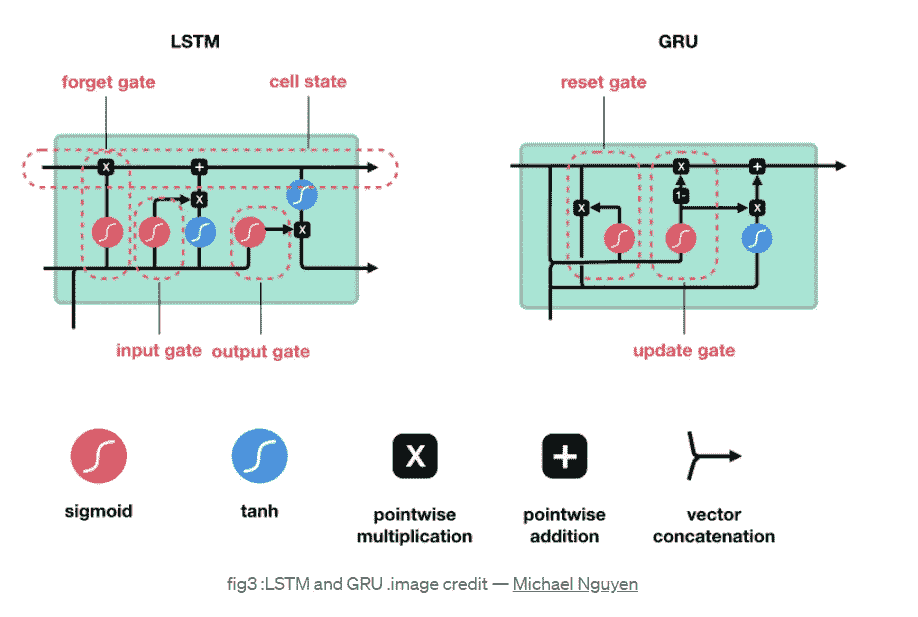 LSTM
GRU
forget gate
cell state
reset gate
X
+
X
X
X
+
1-
X
X
input gate
output gate
update gate
X
+
sigmoid
tanh
pointwise
multiplication
pointwise
addition
vector
concatenation
fig3 :LSTM and GRU .image credit — Michael Nguyen